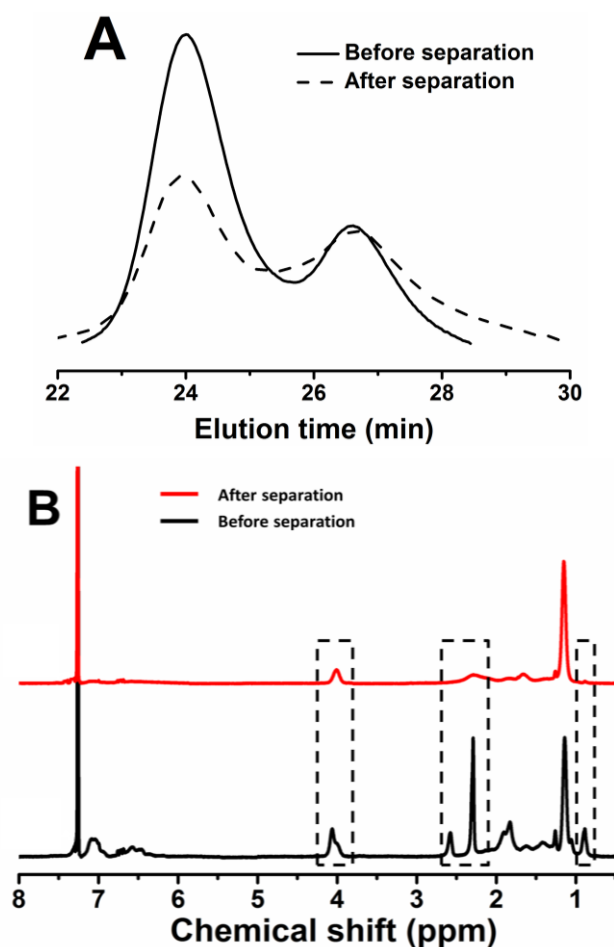 A
Before separation
After separation
22 24 26 28 30
Elution time (min)
B
After separation
Before separation
8 7 6 5 4 3 2 1
Chemical shift (ppm)